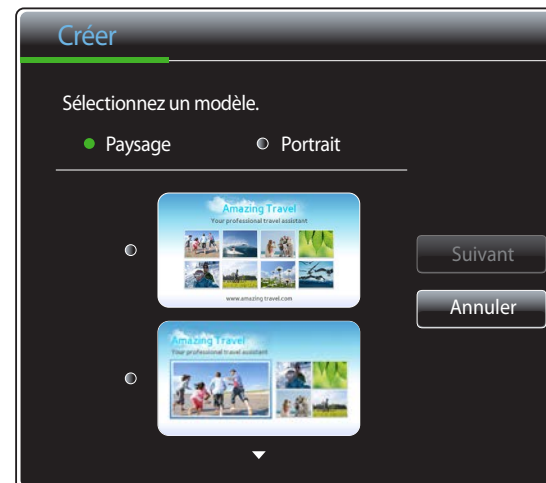 Créer
Sélectionnez un modèle.
Paysage
Portrait
Amazing Travel
Your professional travel assistant
www.amazing travel.com
Suivant
Annuler
Amazing Travel
Your professional travel assistant